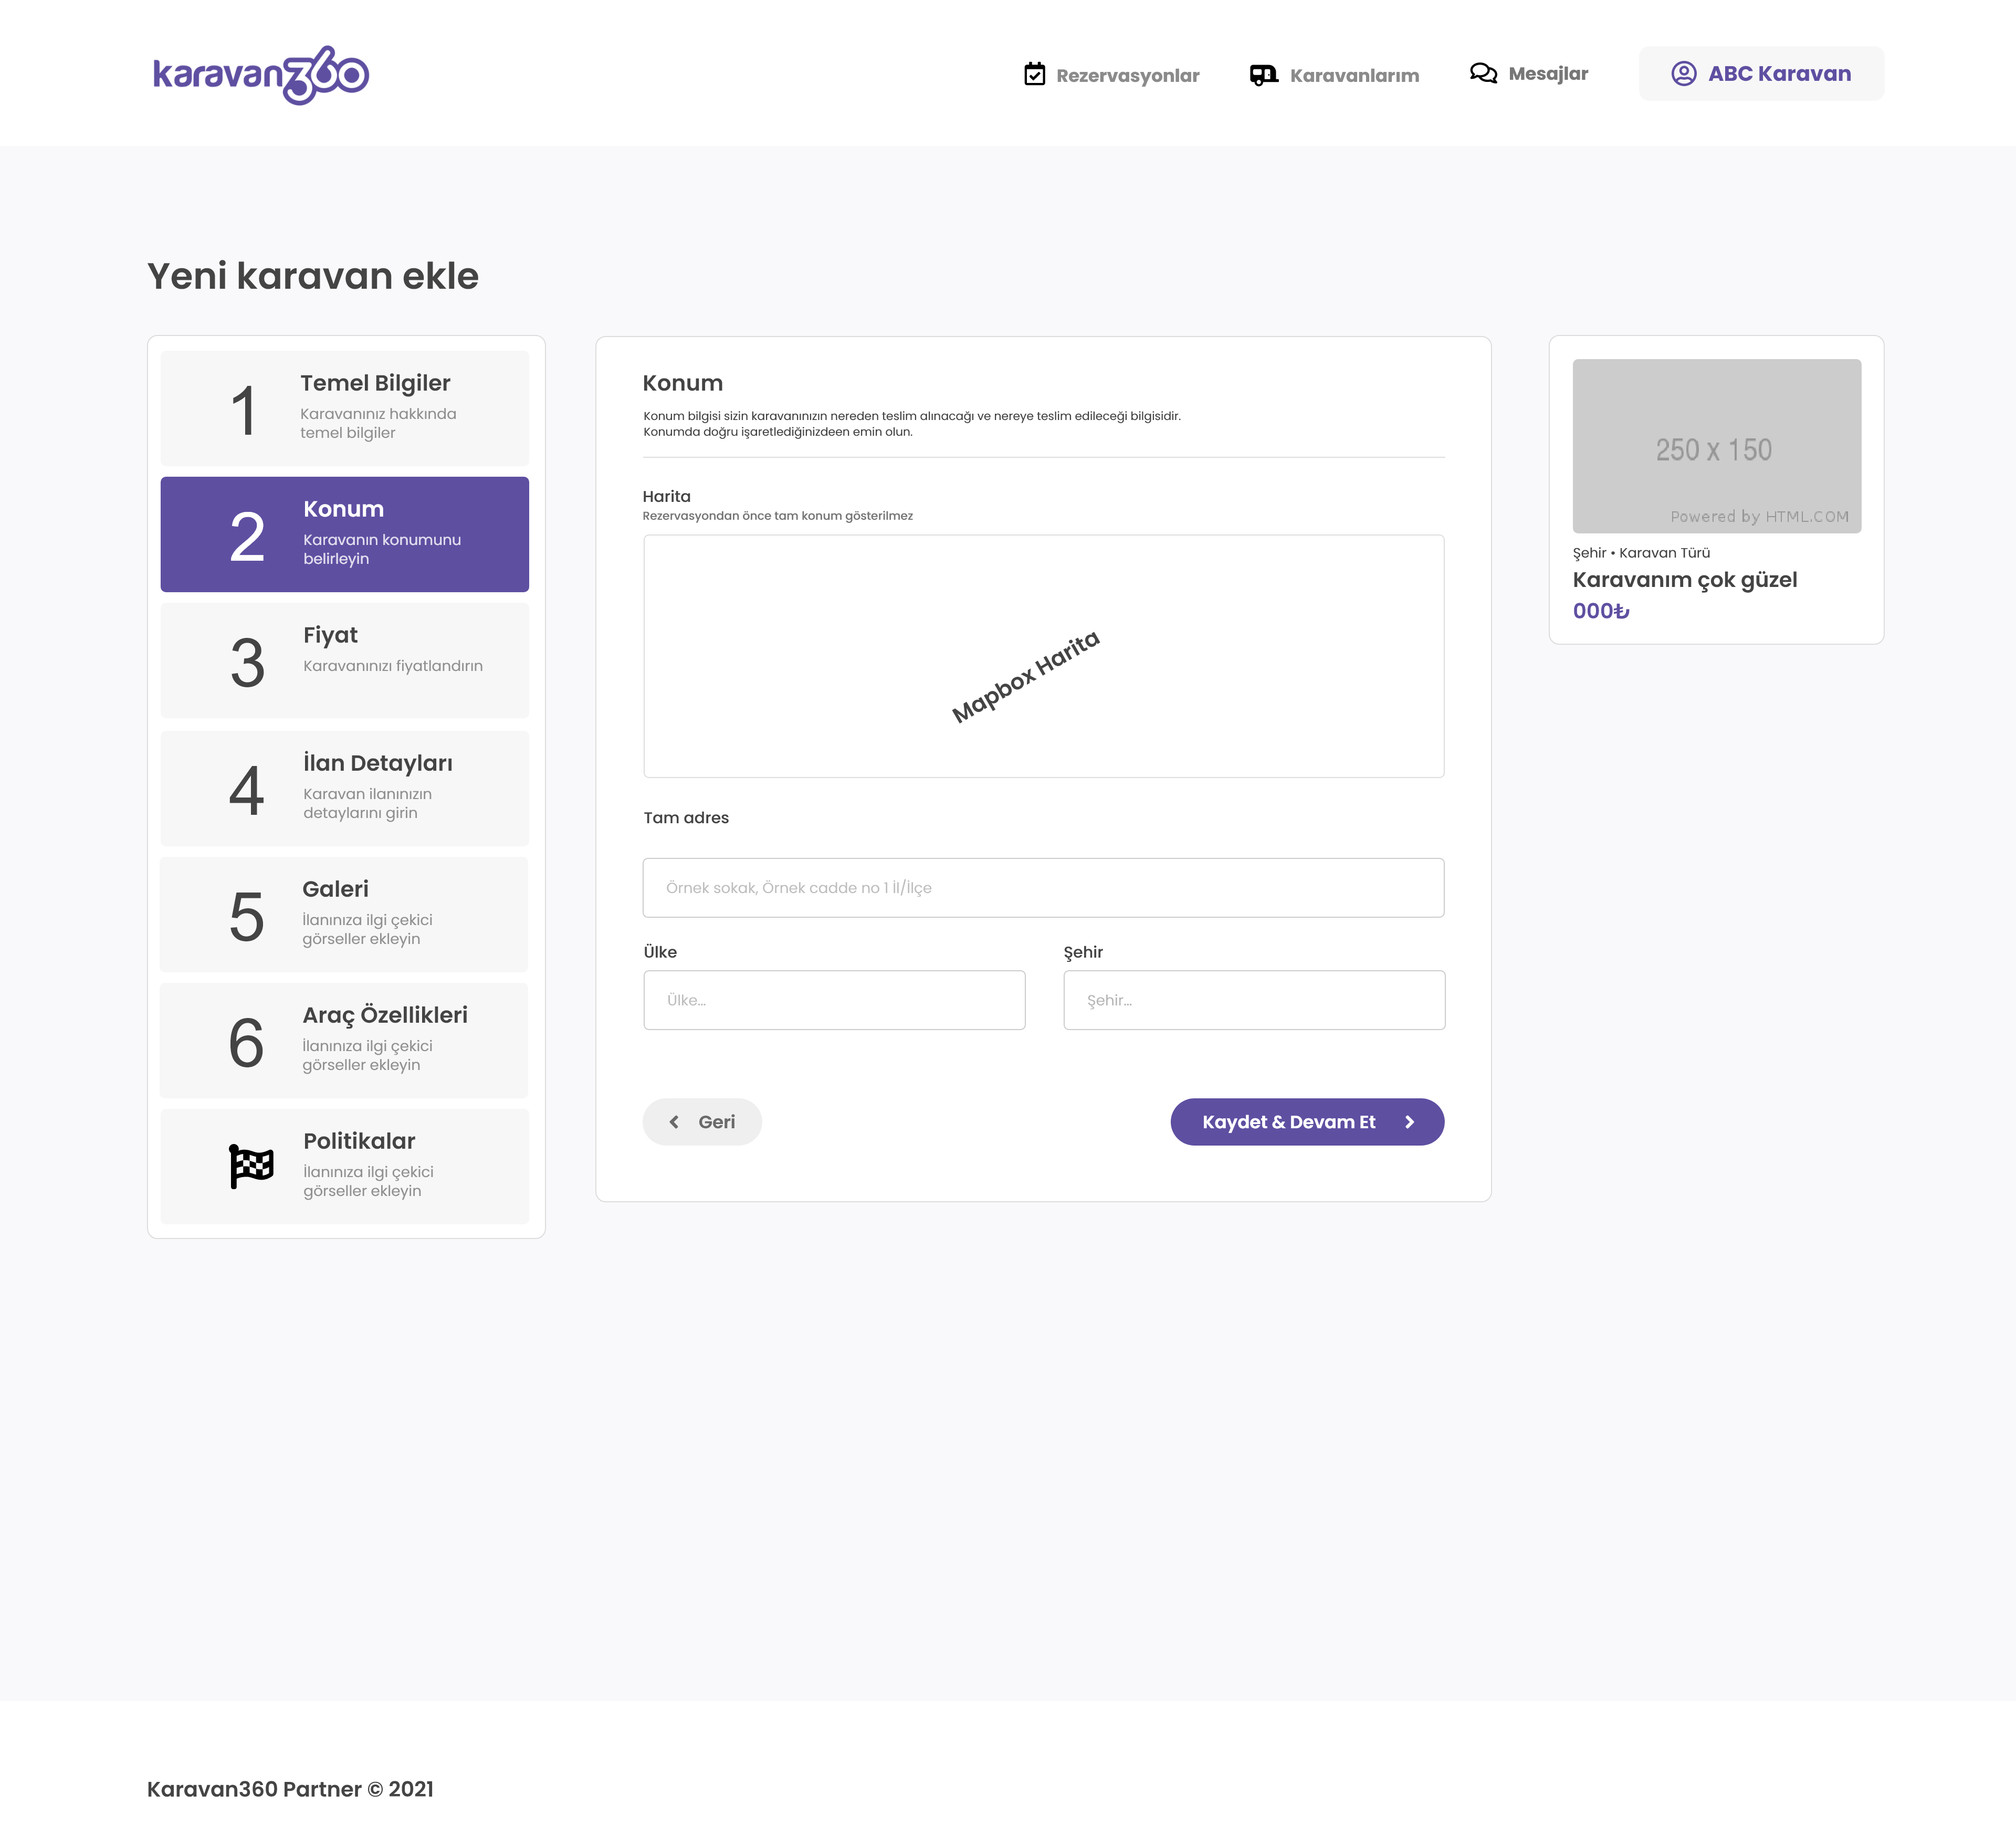 karavan360
Rezervasyonlar
Karavanlarım
Mesajlar
ABC Karavan
Yeni karavan ekle
1
Temel Bilgiler
Karavanınız hakkında
temel bilgiler
2
Konum
Karavanın konumunu
belirleyin
3
Fiyat
Karavanınızı fiyatlandırın
4
İlan Detayları
Karavan ilanınızın
detaylarını girin
5
Galeri
İlanınıza ilgi çekici
görseller ekleyin
6
Araç Özellikleri
İlanınıza ilgi çekici
görseller ekleyin
Politikalar
İlanınıza ilgi çekici
görseller ekleyin
Konum
Konum bilgisi sizin karavanınızın nereden teslim alınacağı ve nereye teslim edileceği bilgisidir.
Konumda doğru işaretlediğinizdeen emin olun.
Harita
Rezervasyondan önce tam konum gösterilmez
Mapbox Harita
Tam adres
Örnek sokak, Örnek cadde no 1 İl/İlçe
Ülke
Ülke...
Şehir
Şehir...
Geri
Kaydet & Devam Et
250 x 150
Powered by HTML.COM
Şehir • Karavan Türü
Karavanım çok güzel
000₺
Karavan360 Partner © 2021